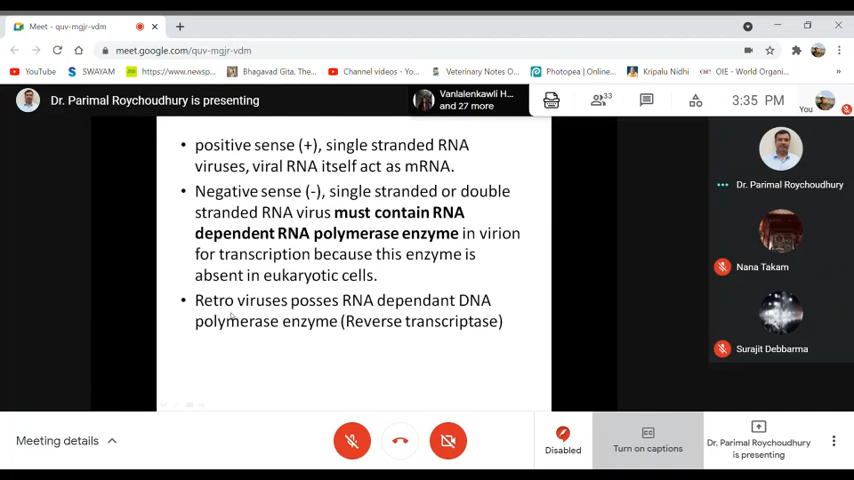 Meet - quv-mgjr-vdm
meet.google.com/quv-mgjr-vdm
YouTube
SWAYAM
https://www.newsp...
Bhagavad Gita, The...
Channel videos - Yo...
Veterinary Notes O...
Photopea | Online...
Kripalu Nidhi
OIE - World Organi...
Dr. Parimal Roychoudhury is presenting
Vanlalenkawli H...
and 27 more
33
3:35 PM
You
• positive sense (+), single stranded RNA
viruses, viral RNA itself act as mRNA.
• Negative sense (-), single stranded or double
stranded RNA virus must contain RNA
dependent RNA polymerase enzyme in virion
for transcription because this enzyme is
absent in eukaryotic cells.
• Retro viruses posses RNA dependant DNA
polymerase enzyme (Reverse transcriptase)
Dr. Parimal Roychoudhury
Nana Takam
Surajit Debbarma
Meeting details
Disabled
CC
Turn on captions
Dr. Parimal Roychoudhury
is presenting